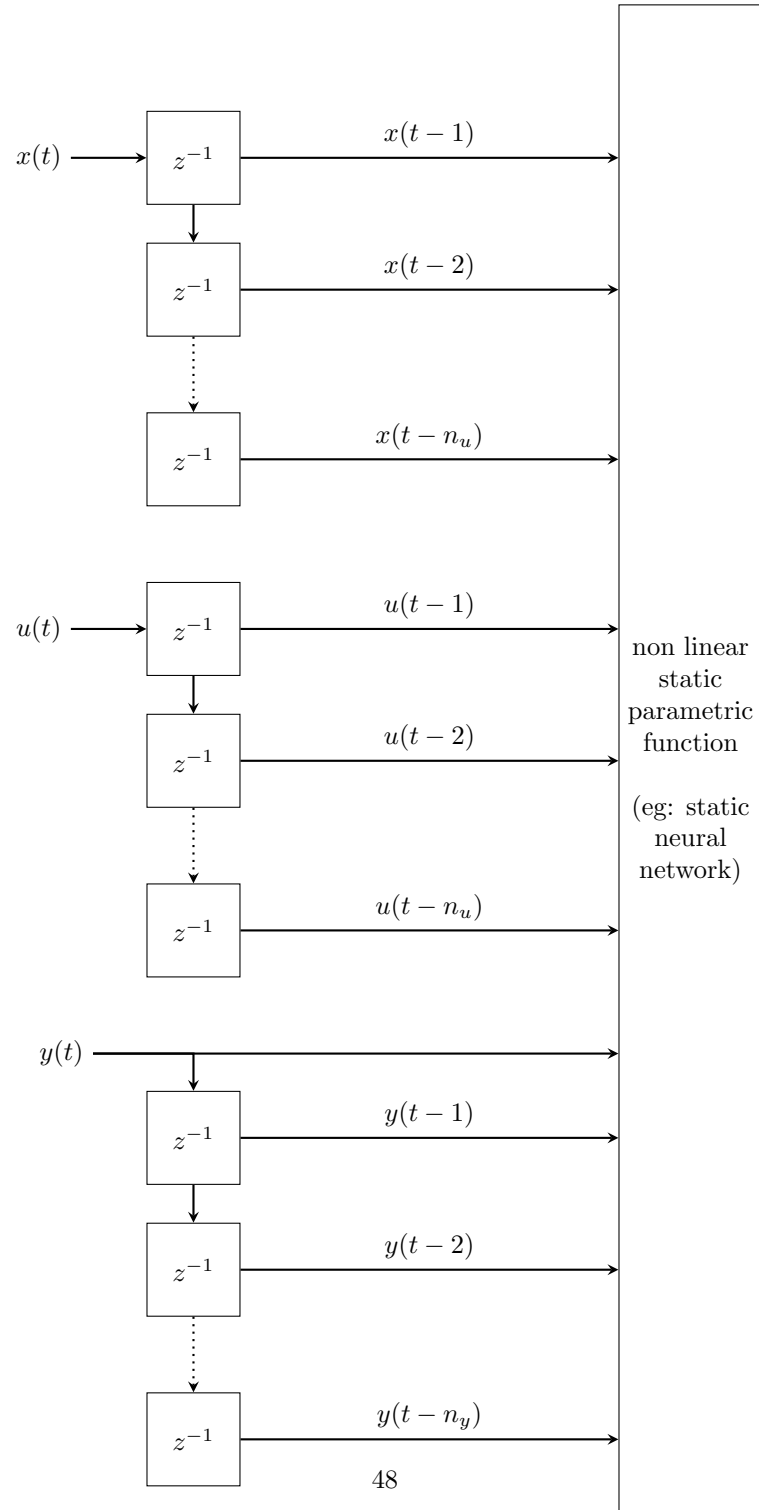 x(t)
z^{-1}
x(t − 1)
z^{-1}
x(t − 2)
z^{-1}
x(t − n_u)
u(t)
z^{-1}
u(t − 1)
z^{-1}
u(t − 2)
z^{-1}
u(t − n_u)
non linear
static
parametric
function
(eg: static
neural
network)
y(t)
z^{-1}
y(t − 1)
z^{-1}
y(t − 2)
z^{-1}
y(t − n_y)
48